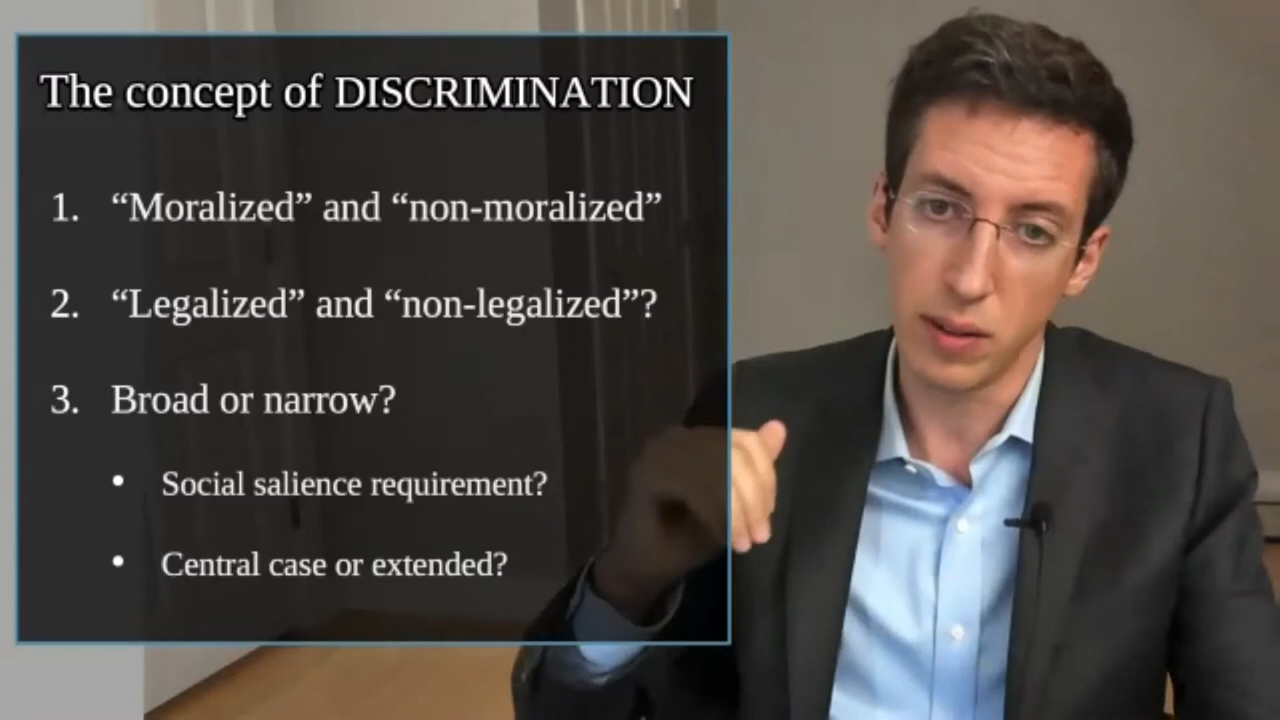 The concept of DISCRIMINATION
1. “Moralized” and “non-moralized”
2. “Legalized” and “non-legalized”?
3. Broad or narrow?
• Social salience requirement?
• Central case or extended?